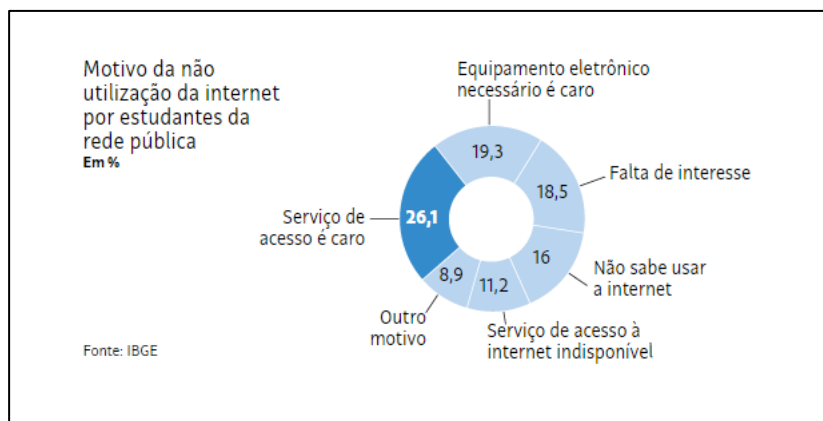 Motivo da não
utilização da internet
por estudantes da
rede pública
Em %
Equipamento eletrônico
necessário é caro
19,3
Falta de interesse
18,5
Não sabe usar
a internet
16
Serviço de acesso à
internet indisponível
11,2
Outro
motivo
8,9
Serviço de
acesso é caro
26,1
Fonte: IBGE